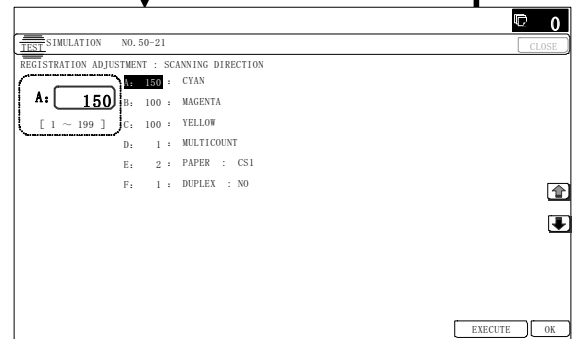 0
TEST SIMULATION NO.50-21 CLOSE
REGISTRATION ADJUSTMENT : SCANNING DIRECTION
A: 150
[ 1 ~ 199 ]
A: 150 : CYAN
B: 100 : MAGENTA
C: 100 : YELLOW
D: 1 : MULTICOUNT
E: 2 : PAPER : CS1
F: 1 : DUPLEX : NO
EXECUTE OK